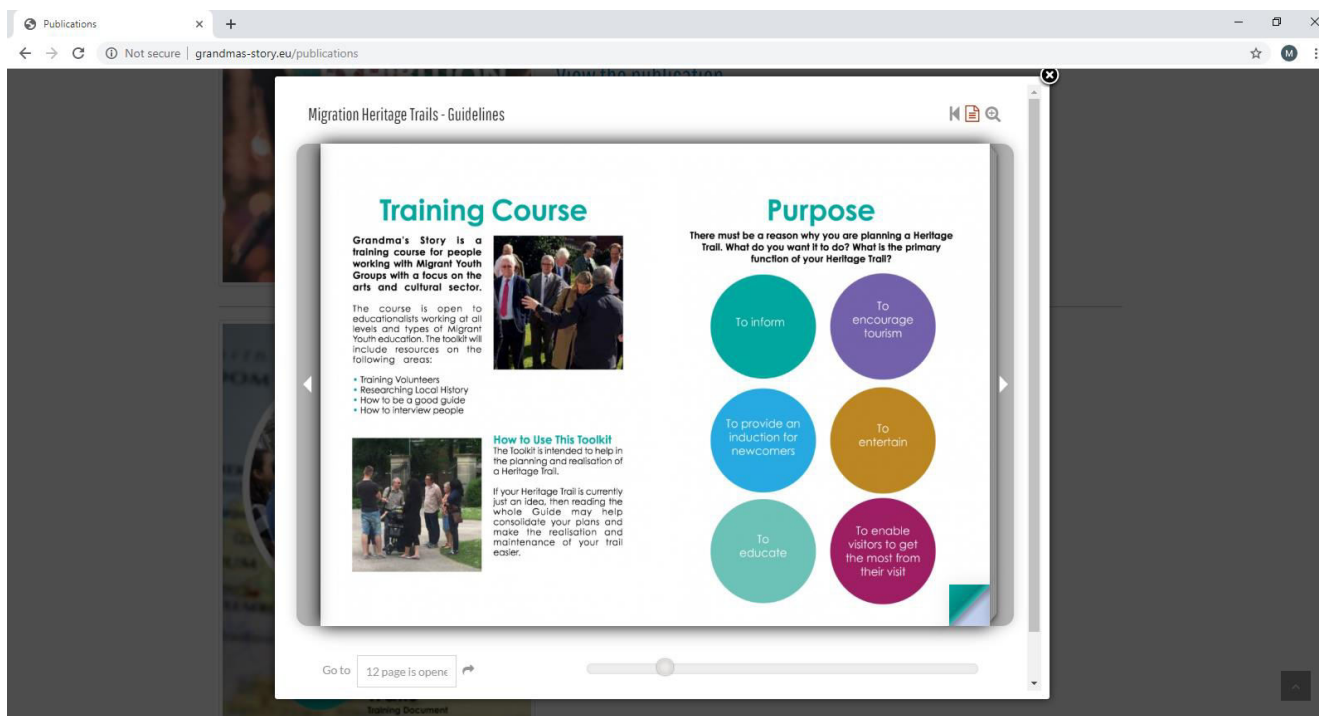 Publications
Not secure
grandmas-story.eu/publications
M
View the publication
Migration Heritage Trails - Guidelines
Training Course
Grandma's Story is a
training course for people
working with Migrant Youth
Groups with a focus on the
arts and cultural sector.
The course is open to
educationalists working at all
levels and types of Migrant
Youth education. The toolkit will
include resources on the
following areas:
• Training Volunteers
• Researching Local History
• How to be a good guide
• How to interview people
How to Use This Toolkit
The Toolkit is intended to help in
the planning and realisation of
a Heritage Trail.
If your Heritage Trail is currently
just an idea, then reading the
whole Guide may help
consolidate your plans and
make the realisation and
maintenance of your trail
easier.
Purpose
There must be a reason why you are planning a Heritage
Trail. What do you want it to do? What is the primary
function of your Heritage Trail?
To inform
To
encourage
tourism
To provide an
induction for
newcomers
To
entertain
To
educate
To enable
visitors to get
the most from
their visit
Go to
12 page is opene
Training Document